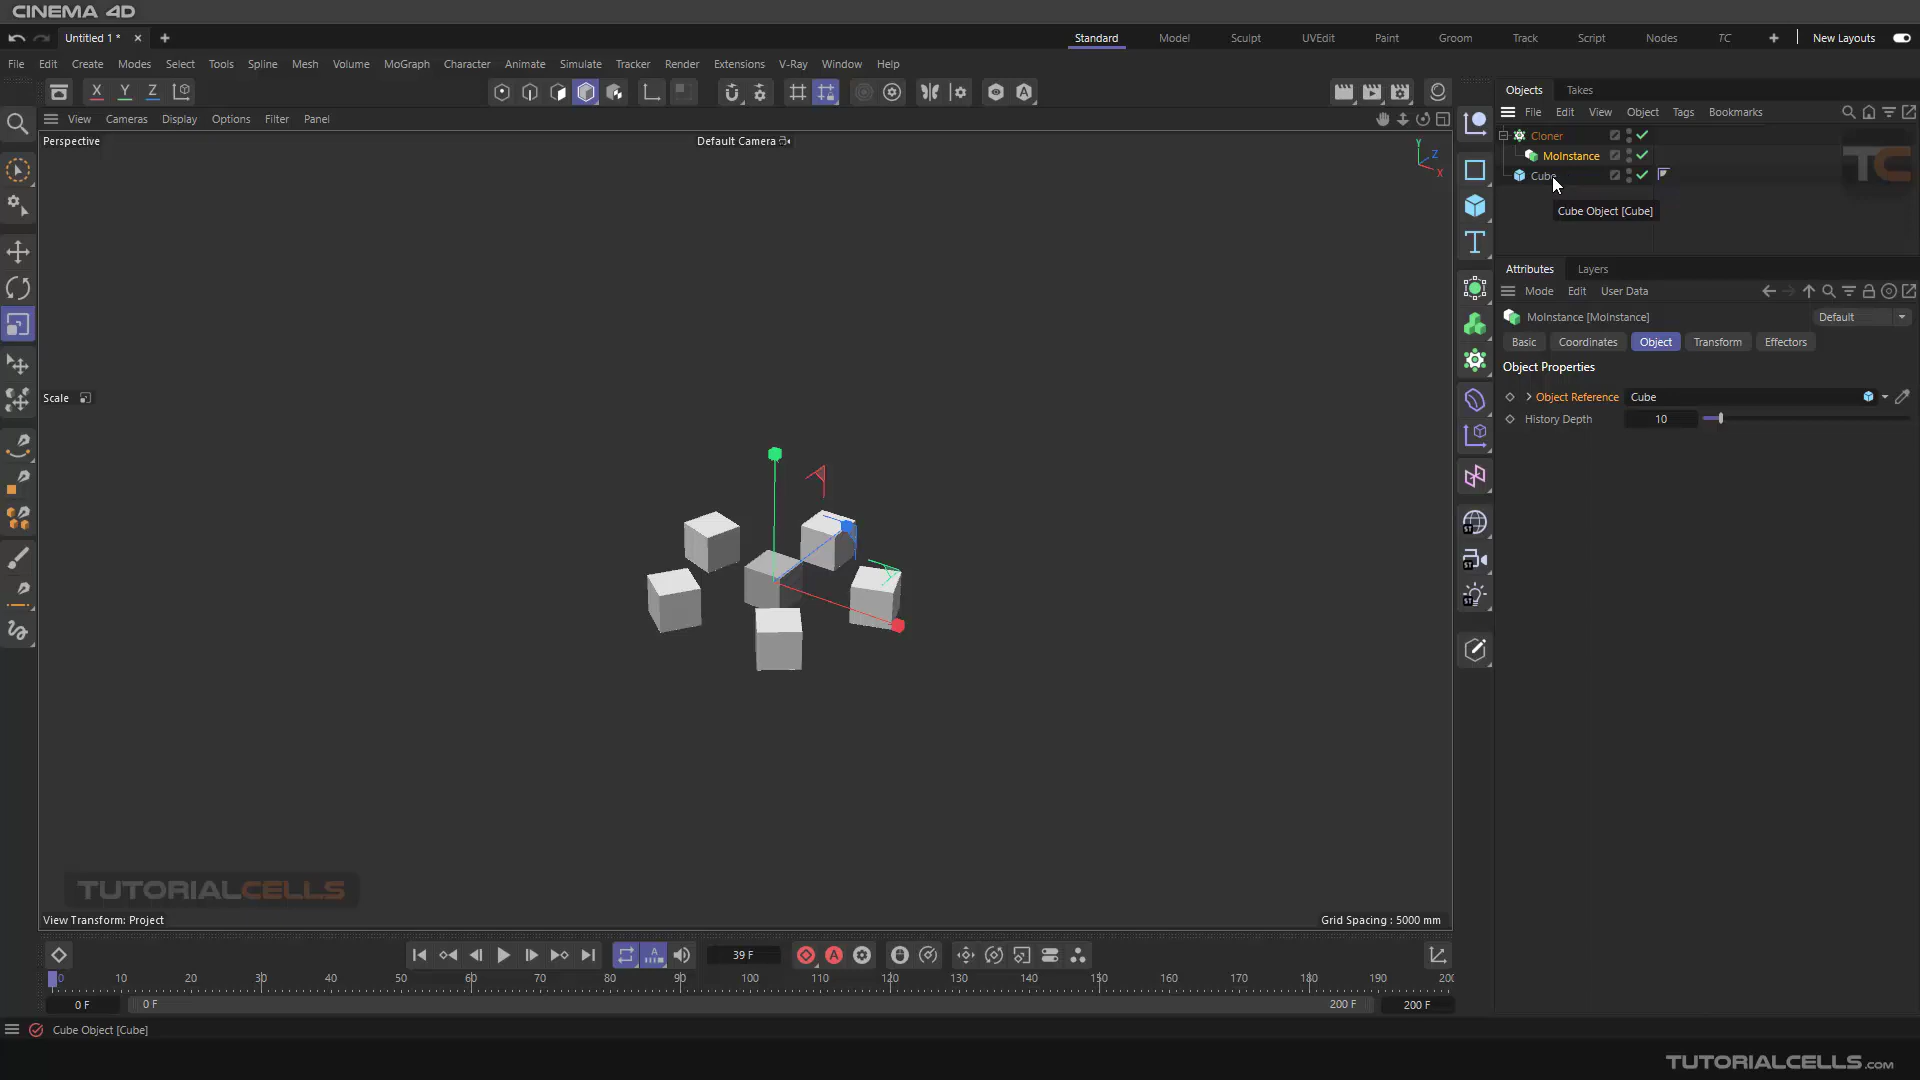 CINEMA 4D
Untitled 1 *
Standard Model Sculpt UVEdit Paint Groom Track Script Nodes TC New Layouts
File Edit Create Modes Select Tools Spline Mesh Volume MoGraph Character Animate Simulate Tracker Render Extensions V-Ray Window Help
X Y Z
Objects Takes
File Edit View Object Tags Bookmarks
View Cameras Display Options Filter Panel
Perspective
Default Camera
Y
Z
X
Cloner
MoInstance
Cube
TC
Cube Object [Cube]
Attributes Layers
Mode Edit User Data
MoInstance [MoInstance] Default
Basic Coordinates Object Transform Effectors
Object Properties
Object Reference Cube
History Depth 10
Scale
TUTORIALCELLS
View Transform: Project
Grid Spacing : 5000 mm
39 F
0 10 20 30 40 50 60 70 80 90 100 110 120 130 140 150 160 170 180 190
0 F 0 F 200 F 200 F
Cube Object [Cube]
TUTORIALCELLS.com